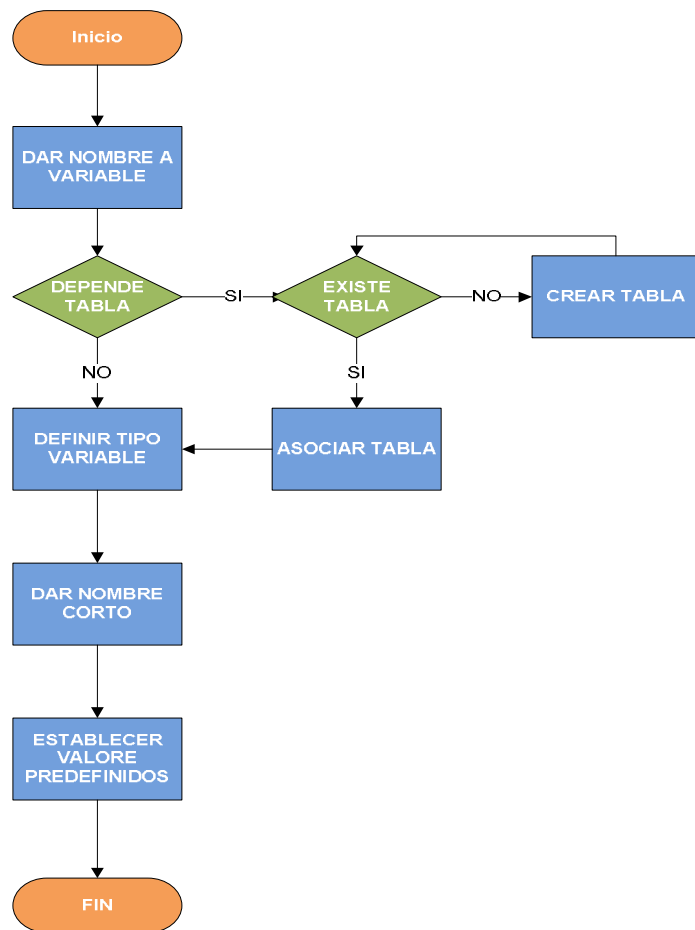 Inicio
DAR NOMBRE A
VARIABLE
DEPENDE
TABLA
SI
EXISTE
TABLA
NO
CREAR TABLA
NO
SI
DEFINIR TIPO
VARIABLE
ASOCIAR TABLA
DAR NOMBRE
CORTO
ESTABLECER
VALORE
PREDEFINIDOS
FIN